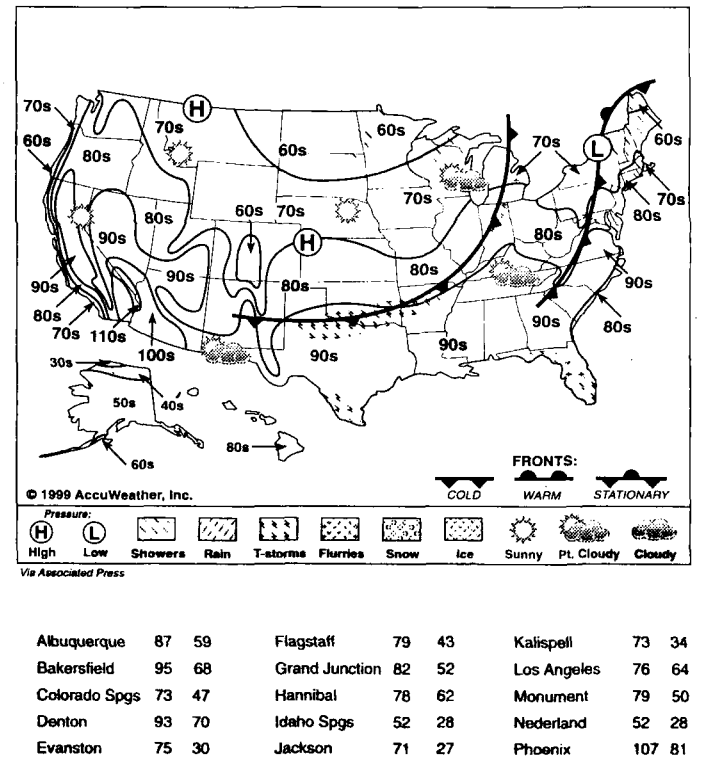 H
70s
70s
60s
60s
60s
60s
L
70s
60s
80s
70s
70s
80s
60s
70s
80s
90s
H
80s
90s
80s
80s
90s
90s
80s
70s
110s
100s
90s
90s
90s
80s
30s
50s
40s
60s
80s
FRONTS:
COLD WARM STATIONARY
© 1999 AccuWeather, Inc.
Pressure:
H L
High Low Showers Rain T-storms Flurries Snow Ice Sunny Pt. Cloudy Cloudy
Via Associated Press
Albuquerque 87 59 Flagstaff 79 43 Kalispell 73 34
Bakersfield 95 68 Grand Junction 82 52 Los Angeles 76 64
Colorado Spgs 73 47 Hannibal 78 62 Monument 79 50
Denton 93 70 Idaho Spgs 52 28 Nederland 52 28
Evanston 75 30 Jackson 71 27 Phoenix 107 81